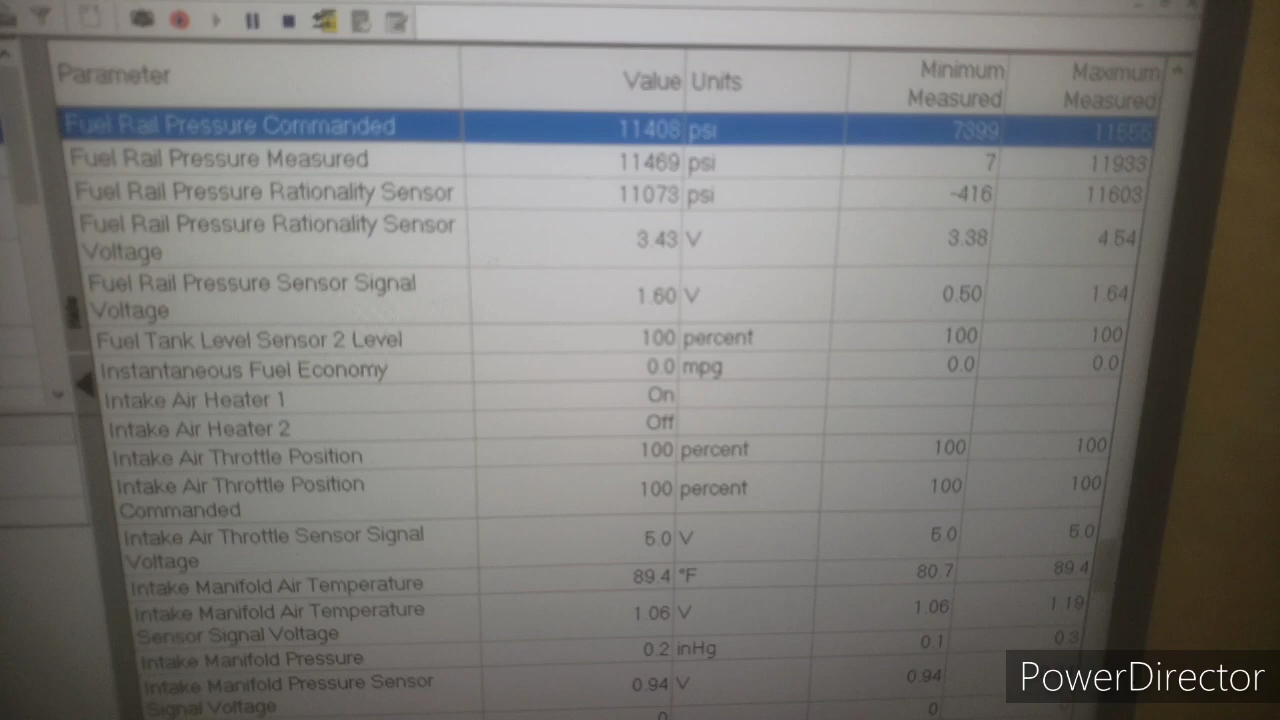 Parameter Value Units Minimum Measured Maximum Measured
Fuel Rail Pressure Commanded 11408 psi 7399 11555
Fuel Rail Pressure Measured 11469 psi 7 11933
Fuel Rail Pressure Rationality Sensor 11073 psi -416 11603
Fuel Rail Pressure Rationality Sensor
Voltage 3.43 V 3.38 4.54
Fuel Rail Pressure Sensor Signal
Voltage 1.60 V 0.50 1.64
Fuel Tank Level Sensor 2 Level 100 percent 100 100
Instantaneous Fuel Economy 0.0 mpg 0.0 0.0
Intake Air Heater 1 On
Intake Air Heater 2 Off
Intake Air Throttle Position 100 percent 100 100
Intake Air Throttle Position
Commanded 100 percent 100 100
Intake Air Throttle Sensor Signal
Voltage 5.0 V 5.0 5.0
Intake Manifold Air Temperature 89.4 °F 80.7 89.4
Intake Manifold Air Temperature
Sensor Signal Voltage 1.06 V 1.06 1.19
Intake Manifold Pressure 0.2 inHg 0.1 0.3
Intake Manifold Pressure Sensor
Signal Voltage 0.94 V 0.94
0 0
PowerDirector